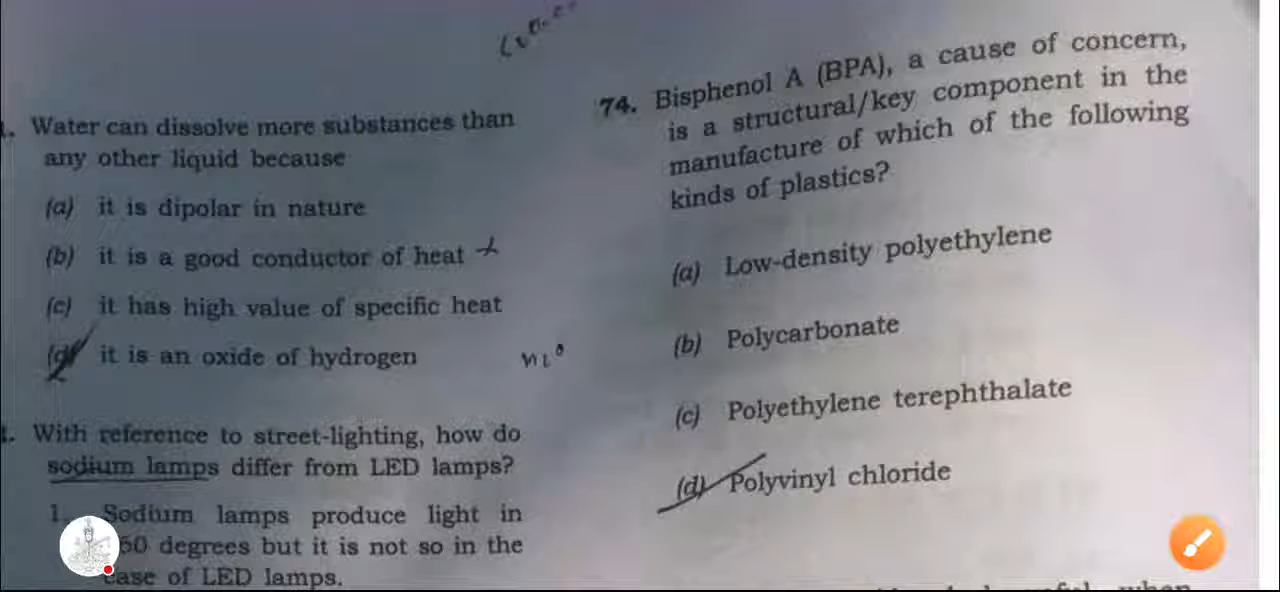 . Water can dissolve more substances than
any other liquid because
(a) it is dipolar in nature
(b) it is a good conductor of heat
(c) it has high value of specific heat
(d) it is an oxide of hydrogen
. With reference to street-lighting, how do
sodium lamps differ from LED lamps?
1. Sodium lamps produce light in
60 degrees but it is not so in the
case of LED lamps.
74. Bisphenol A (BPA), a cause of concern,
is a structural/key component in the
manufacture of which of the following
kinds of plastics?
(a) Low-density polyethylene
(b) Polycarbonate
(c) Polyethylene terephthalate
(d) Polyvinyl chloride